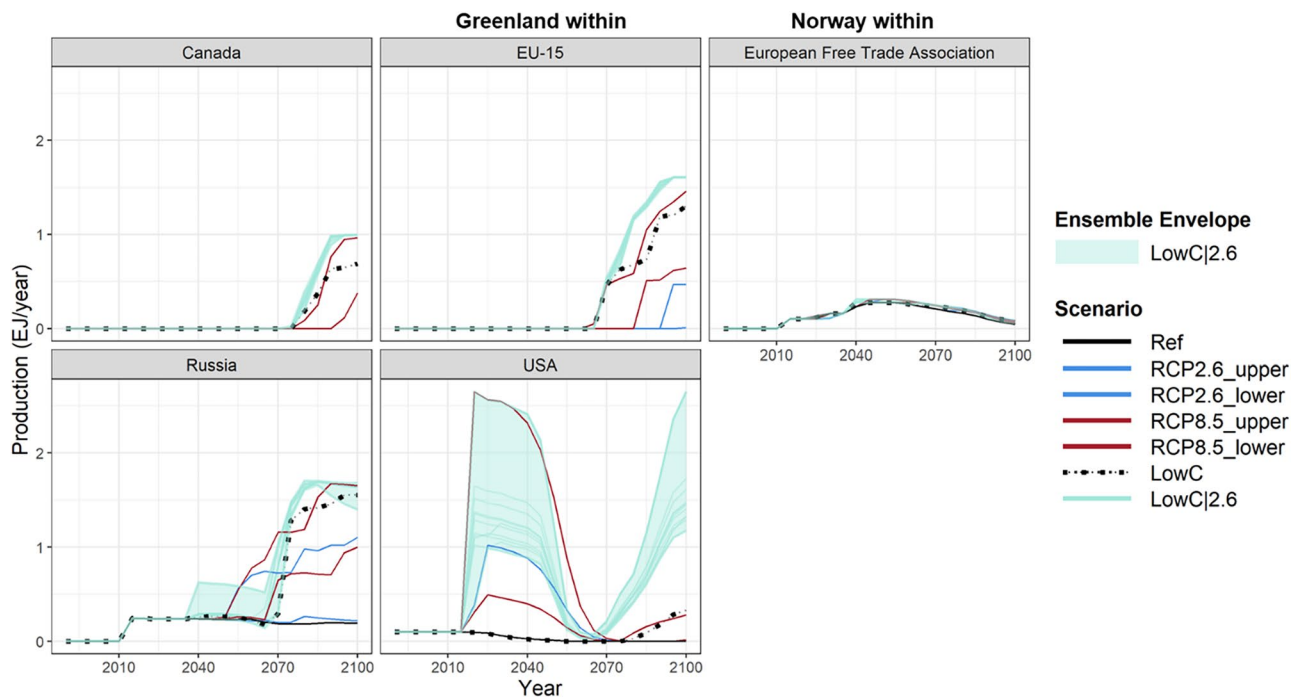 Greenland within
Norway within
Canada
EU-15
European Free Trade Association
2
1
0
Russia
USA
2010
2040
2070
2100
2
1
0
2010
2040
2070
2100
2010
2040
2070
2100
Production (EJ/year)
Year
Ensemble Envelope
LowC|2.6
Scenario
Ref
RCP2.6_upper
RCP2.6_lower
RCP8.5_upper
RCP8.5_lower
LowC
LowC|2.6